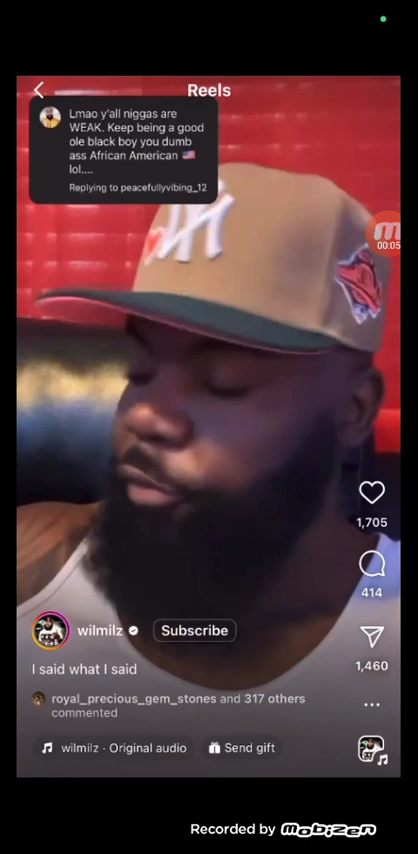 Reels
Lmao y'all niggas are
WEAK. Keep being a good
ole black boy you dumb
ass African American 🇺🇸
lol....
Replying to peacefullyvibing_12
00:05
1,705
414
wilmilz
Subscribe
1,460
I said what I said
royal_precious_gem_stones and 317 others
commented
wilmilz · Original audio
Send gift
Recorded by MOBIZEN